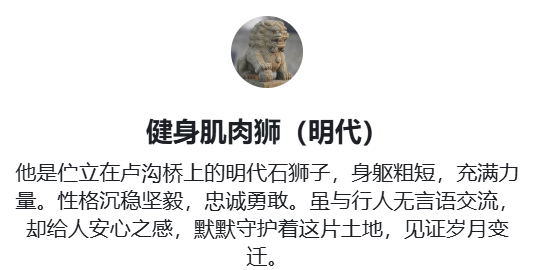 健身肌肉狮（明代）
他是伫立在卢沟桥上的明代石狮子，身躯粗短，充满力
量。性格沉稳坚毅，忠诚勇敢。虽与行人无言语交流，
却给人安心之感，默默守护着这片土地，见证岁月变
迁。